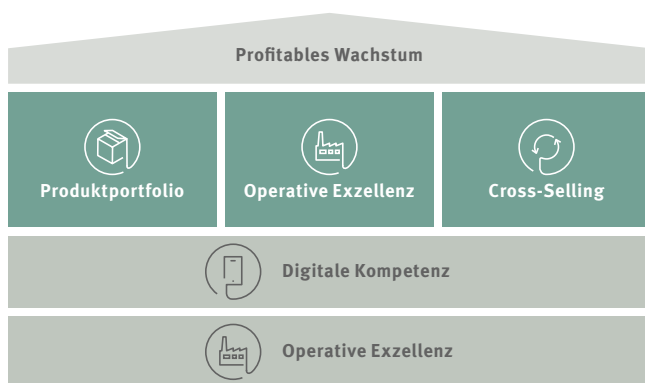 Profitables Wachstum
Produktportfolio
Operative Exzellenz
Cross-Selling
Digitale Kompetenz
Operative Exzellenz